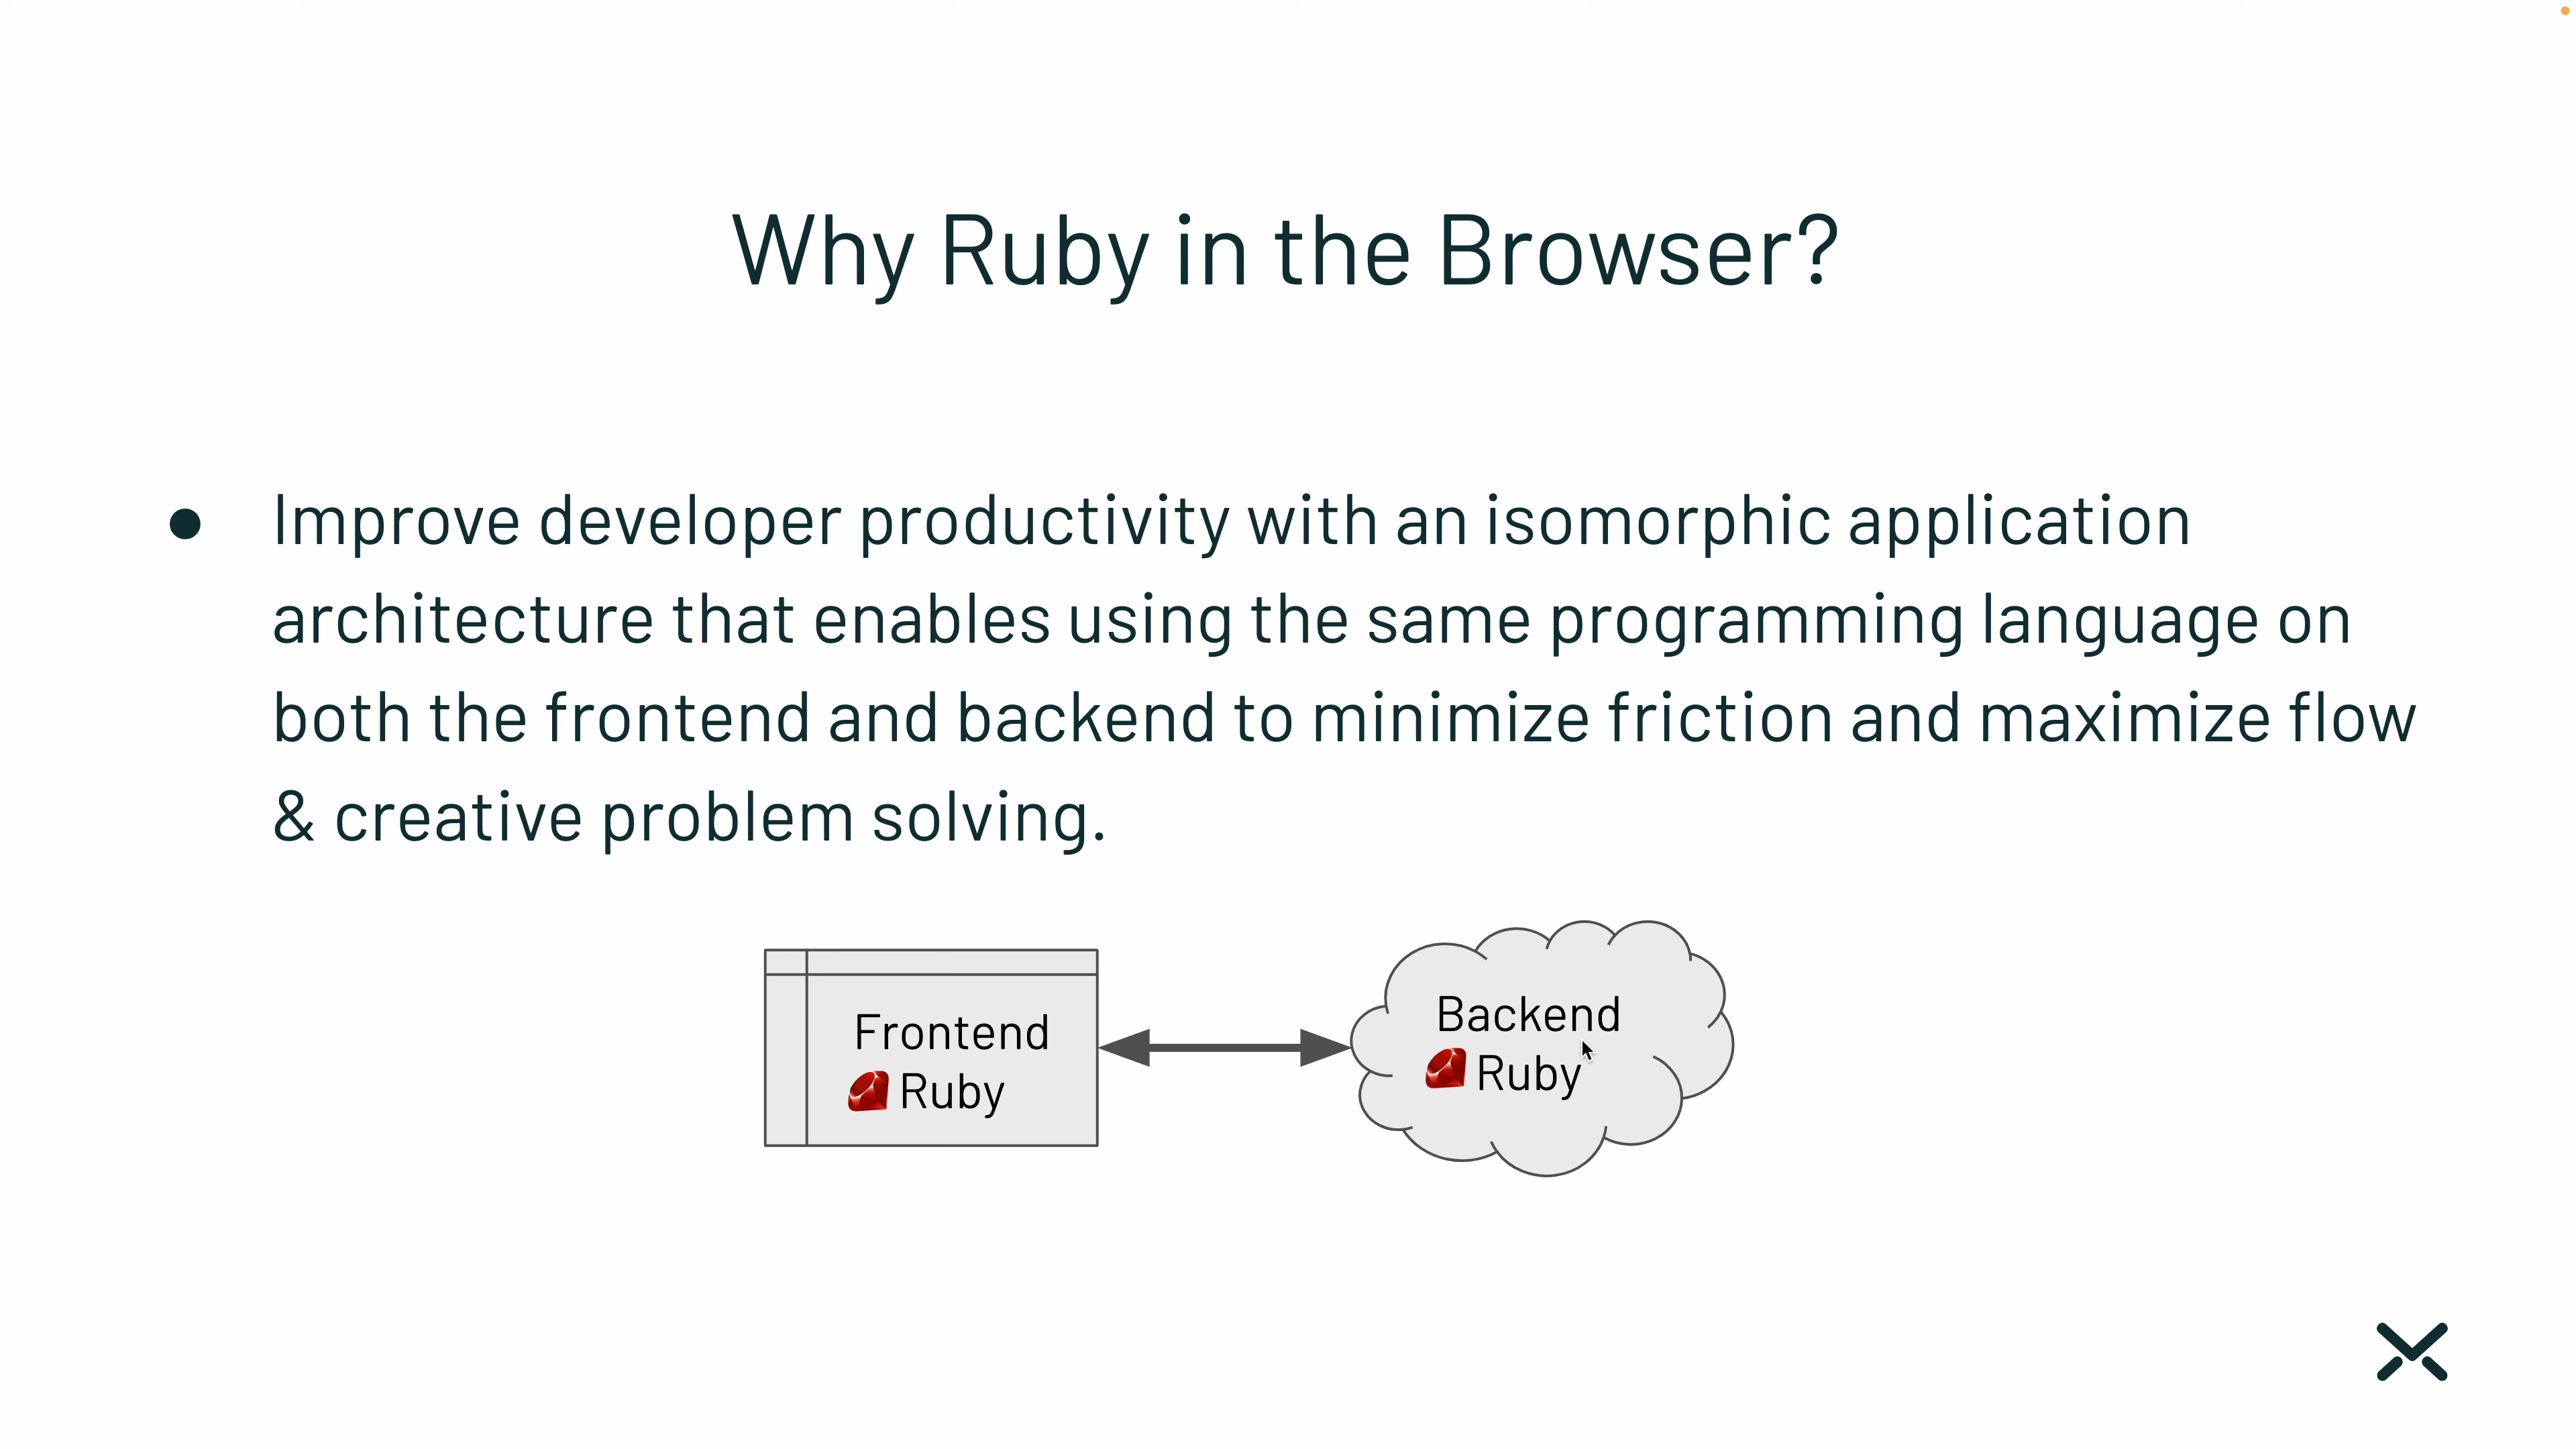 Why Ruby in the Browser?
● Improve developer productivity with an isomorphic application
architecture that enables using the same programming language on
both the frontend and backend to minimize friction and maximize flow
& creative problem solving.
Frontend
Ruby
Backend
Ruby